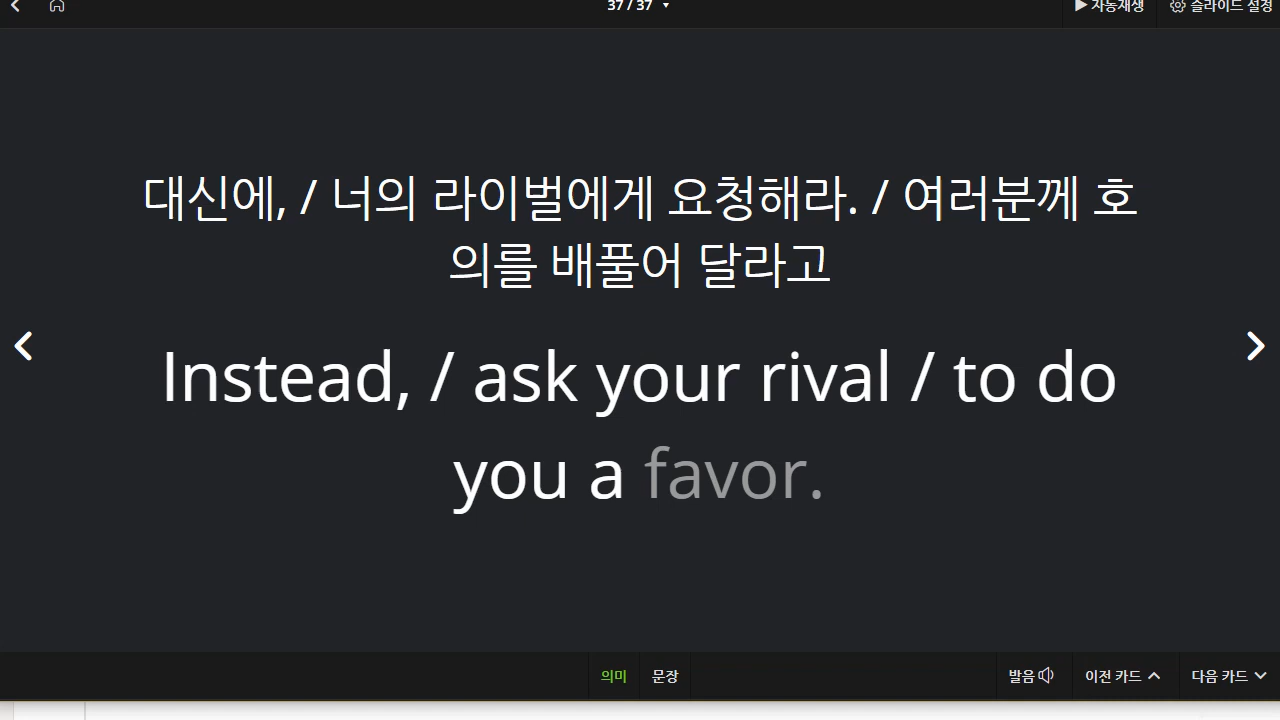 37 / 37
자동재생
슬라이드 설정
대신에, / 너의 라이벌에게 요청해라. / 여러분께 호
의를 배풀어 달라고
Instead, / ask your rival / to do
you a favor.
의미
문장
발음
이전 카드
다음 카드